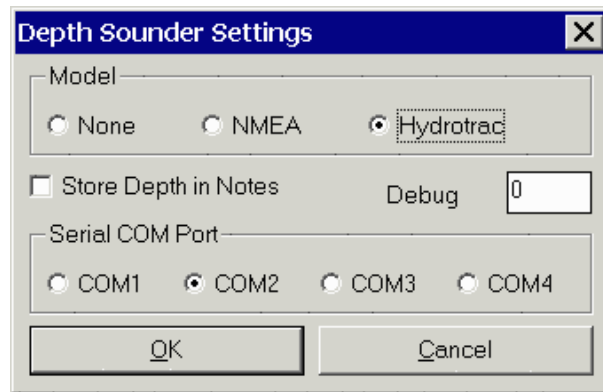 Depth Sounder Settings
Model
None NMEA Hydrotrac
Store Depth in Notes Debug 0
Serial COM Port
COM1 COM2 COM3 COM4
OK Cancel